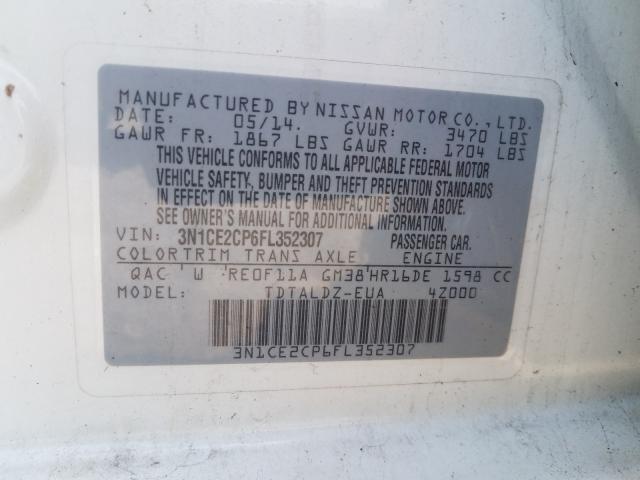 MANUFACTURED BY NISSAN MOTOR CO., LTD.
DATE: 05/14. GVWR: 3470 LBS
GAWR FR: 1867 LBS GAWR RR: 1704 LBS
THIS VEHICLE CONFORMS TO ALL APPLICABLE FEDERAL MOTOR
VEHICLE SAFETY, BUMPER AND THEFT PREVENTION STANDARDS
IN EFFECT ON THE DATE OF MANUFACTURE SHOWN ABOVE.
SEE OWNER'S MANUAL FOR ADDITIONAL INFORMATION.
VIN: 3N1CE2CP6FL352307 PASSENGER CAR.
COLOR TRIM TRANS AXLE ENGINE
QAC W RE0F11A GM38 HR16DE 1598 CC
MODEL: TDTALDZ-EUA 4Z000
3N1CE2CP6FL352307